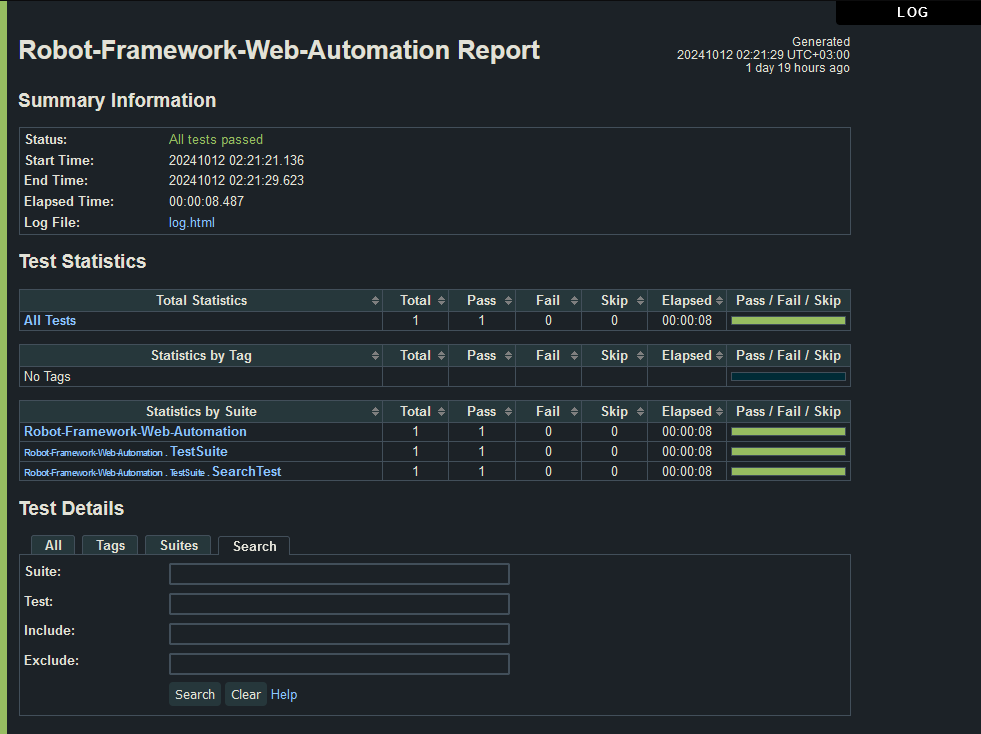 LOG
Robot-Framework-Web-Automation Report
Generated
20241012 02:21:29 UTC+03:00
1 day 19 hours ago
Summary Information
Status: All tests passed
Start Time: 20241012 02:21:21.136
End Time: 20241012 02:21:29.623
Elapsed Time: 00:00:08.487
Log File: log.html
Test Statistics
Total Statistics Total Pass Fail Skip Elapsed Pass / Fail / Skip
All Tests 1 1 0 0 00:00:08
Statistics by Tag Total Pass Fail Skip Elapsed Pass / Fail / Skip
No Tags
Statistics by Suite Total Pass Fail Skip Elapsed Pass / Fail / Skip
Robot-Framework-Web-Automation 1 1 0 0 00:00:08
Robot-Framework-Web-Automation . TestSuite 1 1 0 0 00:00:08
Robot-Framework-Web-Automation . TestSuite . SearchTest 1 1 0 0 00:00:08
Test Details
All Tags Suites Search
Suite:
Test:
Include:
Exclude:
Search Clear Help